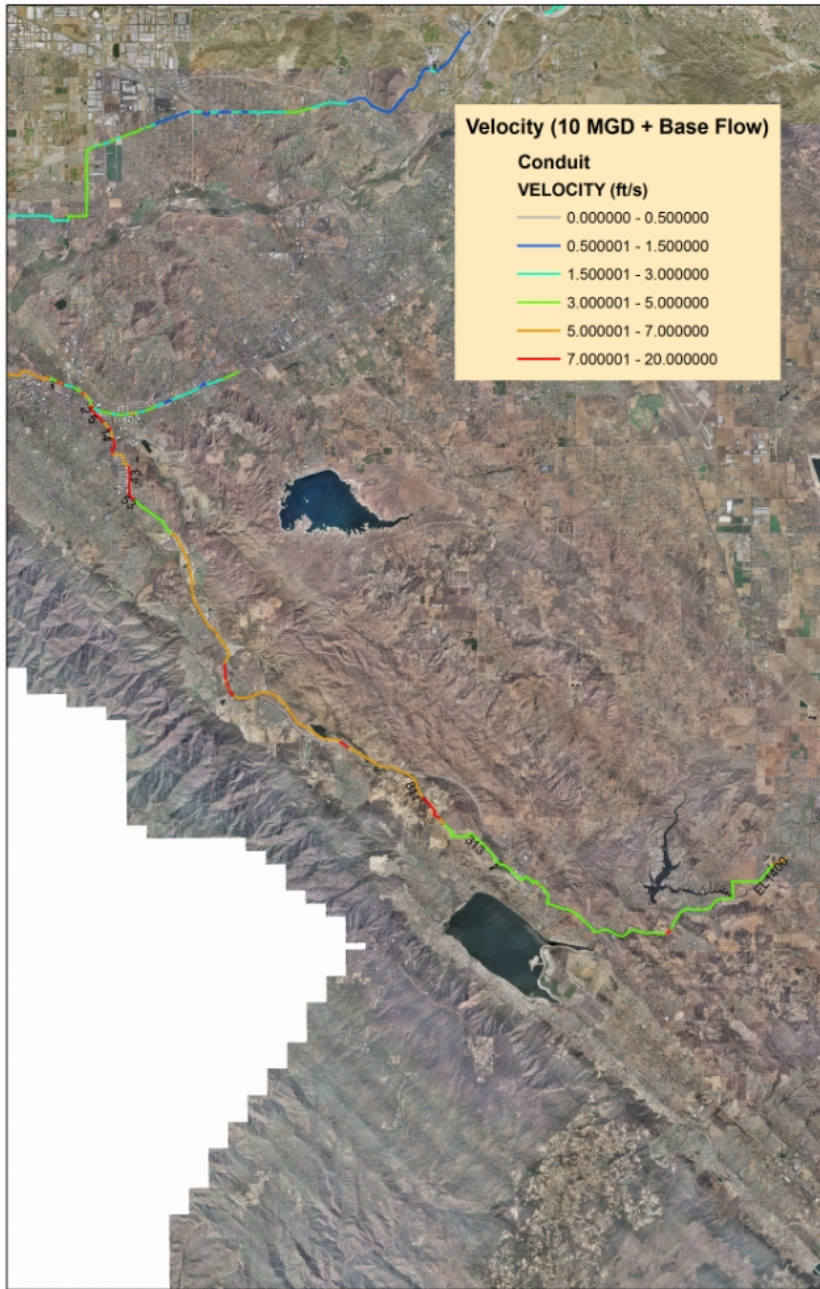 Velocity (10 MGD + Base Flow)
Conduit
VELOCITY (ft/s)
0.000000 - 0.500000
0.500001 - 1.500000
1.500001 - 3.000000
3.000001 - 5.000000
5.000001 - 7.000000
7.000001 - 20.000000
313
EL1400